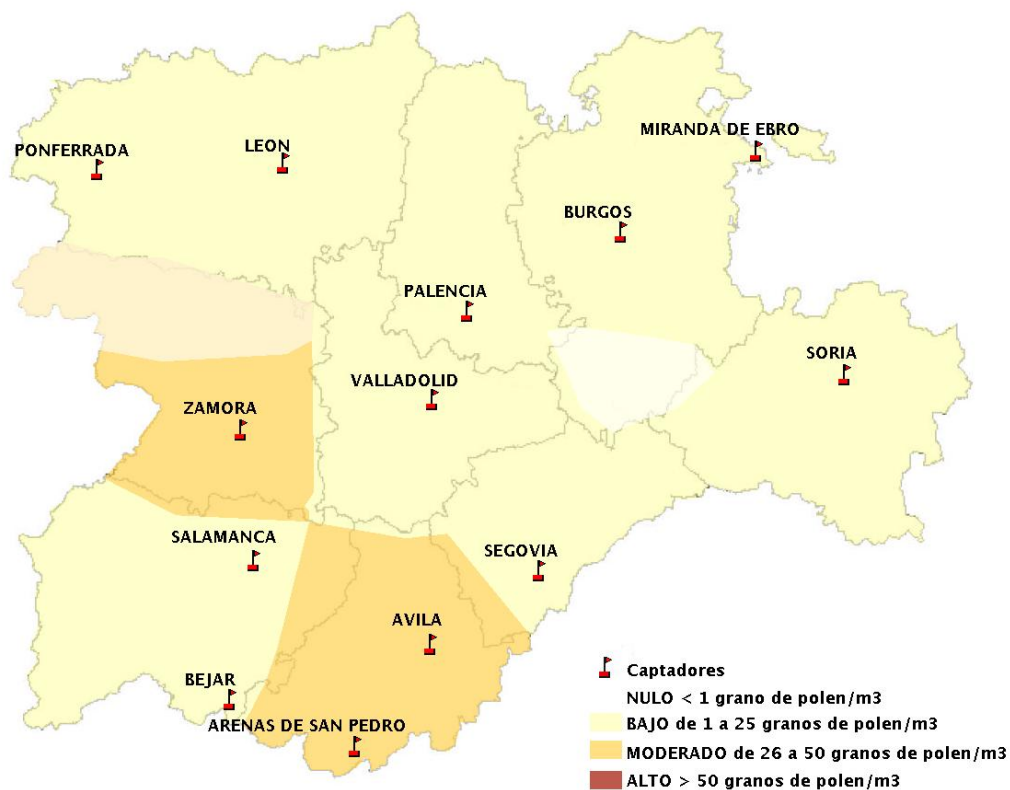 MIRANDA DE EBRO
PONFERRADA
LEON
BURGOS
PALENCIA
SORIA
VALLADOLID
ZAMORA
SALAMANCA
SEGOVIA
AVILA
BEJAR
ARENAS DE SAN PEDRO
Captadores
NULO < 1 grano de polen/m3
BAJO de 1 a 25 granos de polen/m3
MODERADO de 26 a 50 granos de polen/m3
ALTO > 50 granos de polen/m3